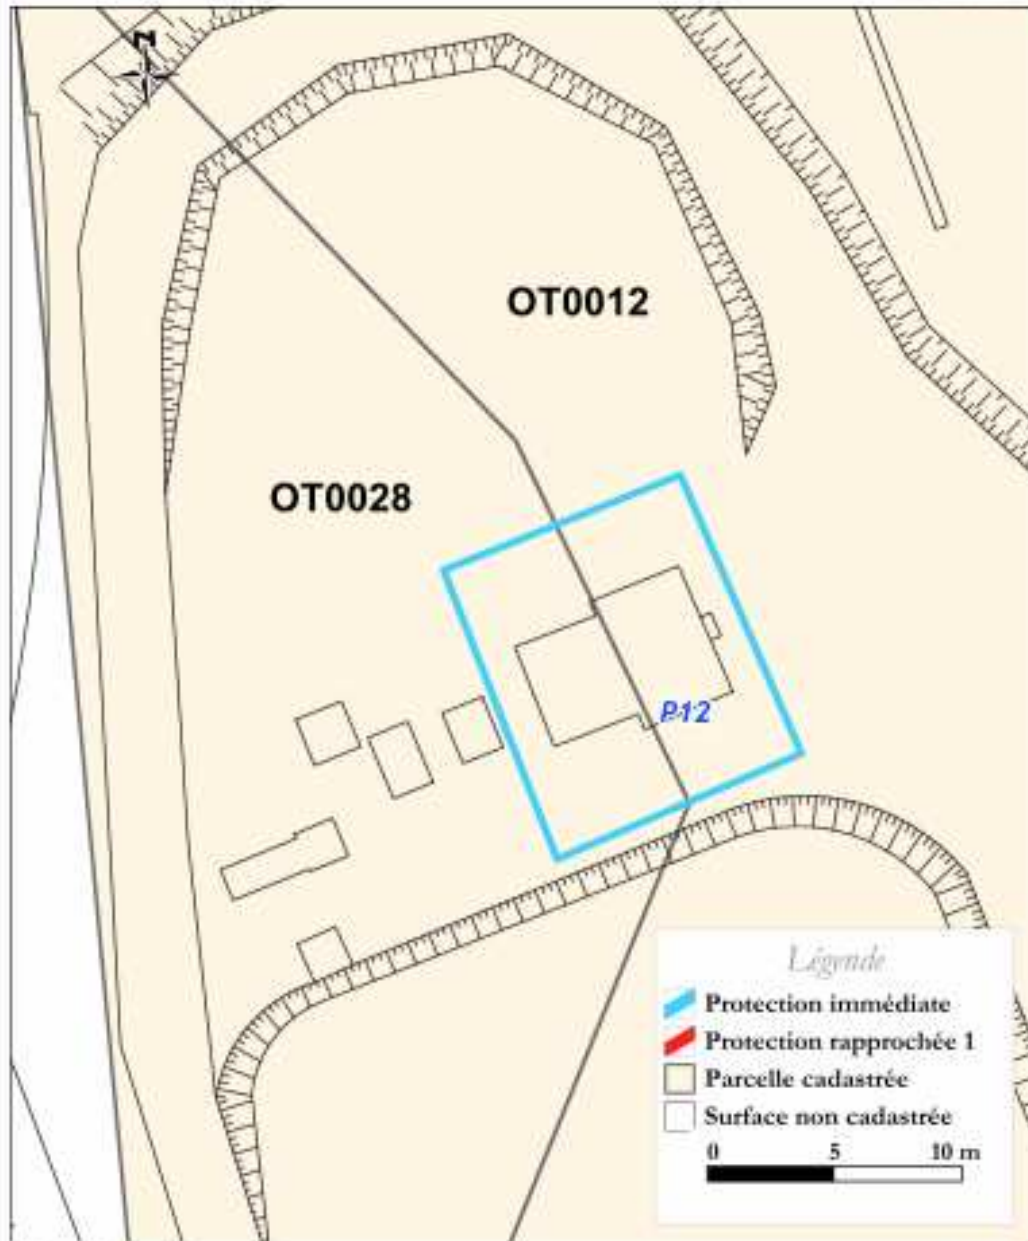 N
OT0012
OT0028
P12
Légende
Protection immédiate
Protection rapprochée 1
Parcelle cadastrée
Surface non cadastrée
0 5 10 m